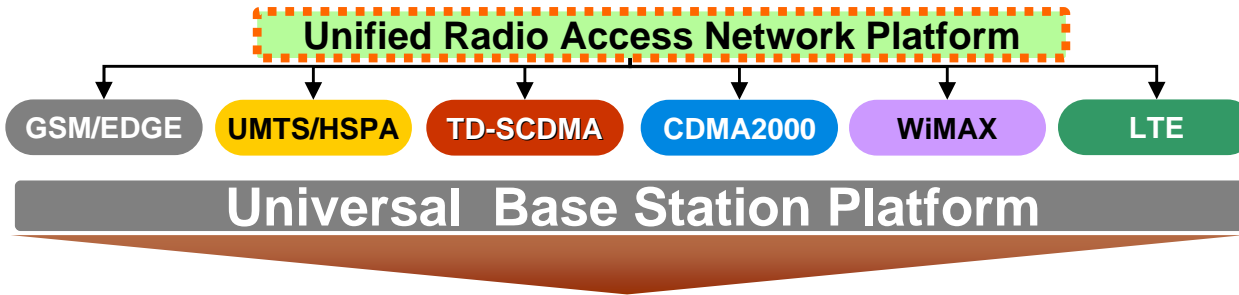 Unified Radio Access Network Platform
GSM/EDGE UMTS/HSPA TD-SCDMA CDMA2000 WiMAX LTE
Universal Base Station Platform